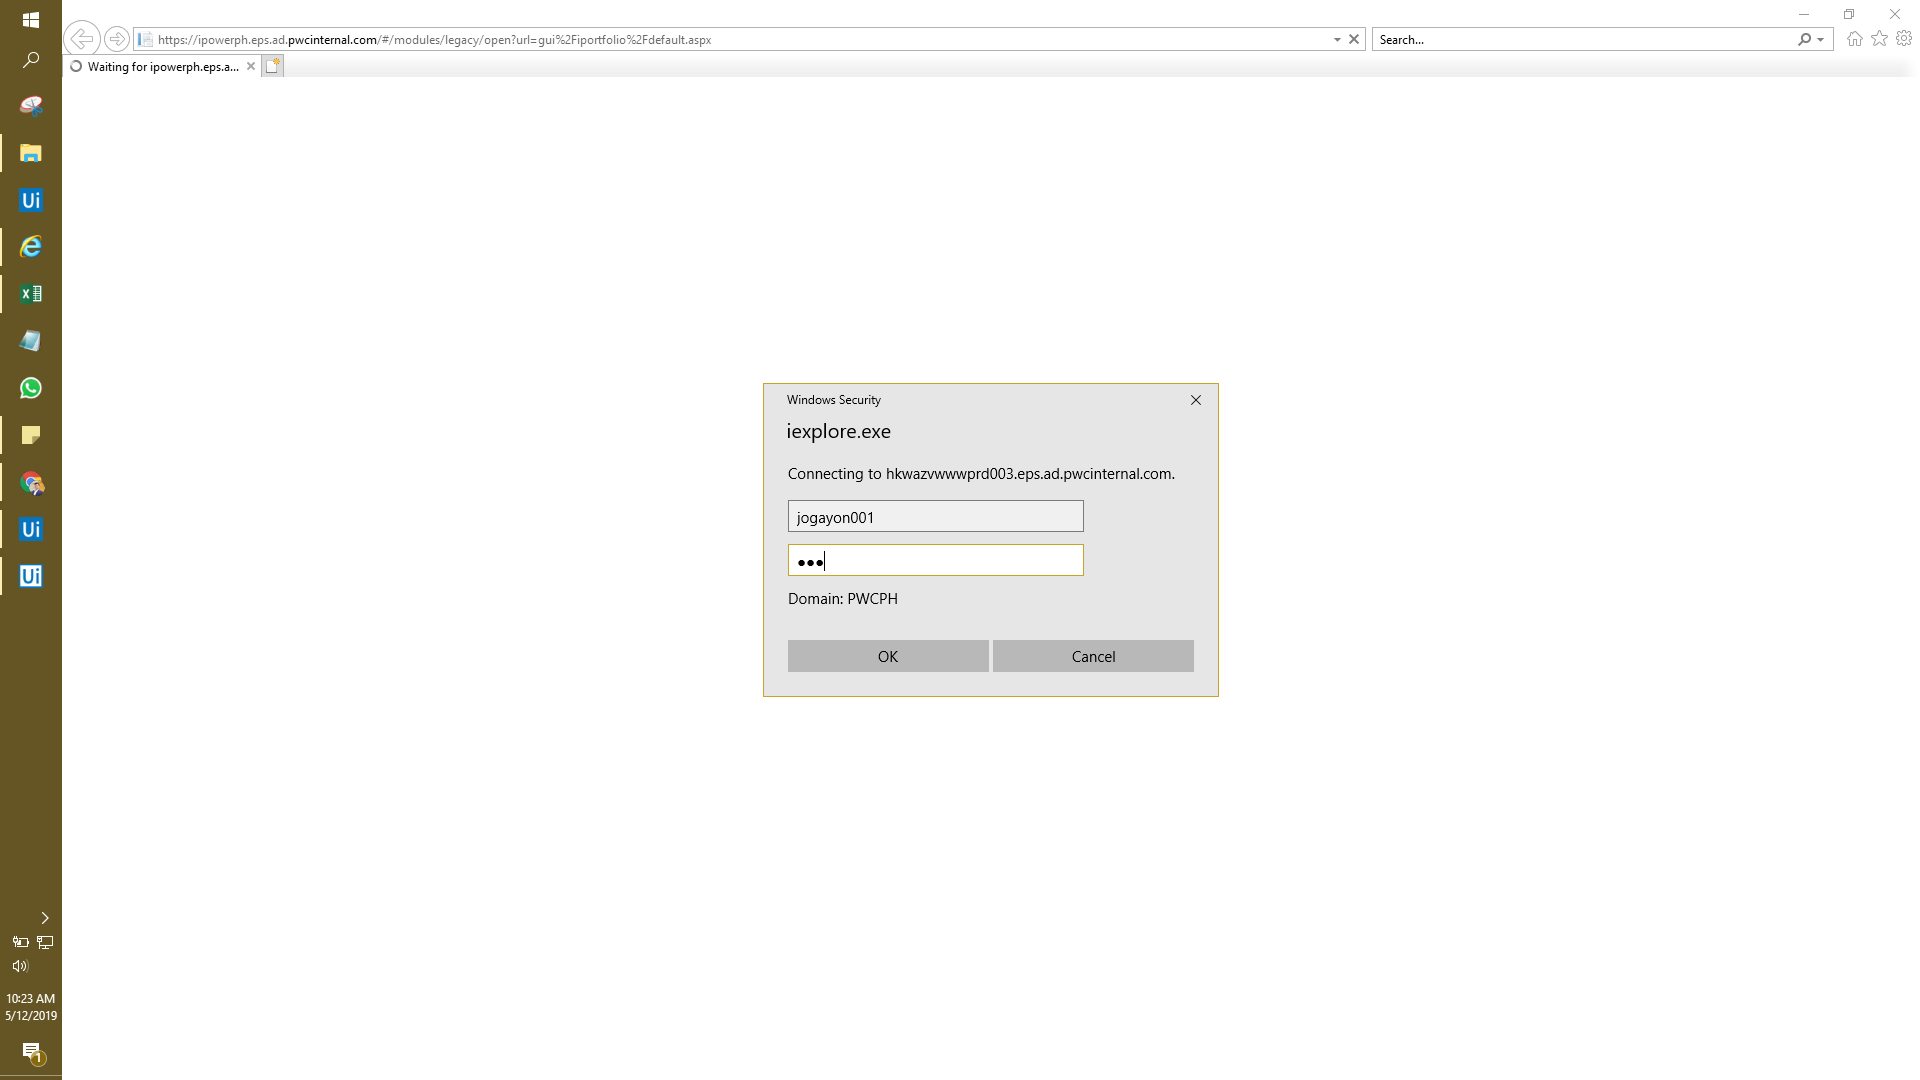 https://ipowerph.eps.ad.pwcinternal.com/#/modules/legacy/open?url=gui%2Fiportfolio%2Fdefault.aspx
Search...
Waiting for ipowerph.eps.a...
Ui
Windows Security
iexplore.exe
Connecting to hkwazvwwwprd003.eps.ad.pwcinternal.com.
jogayon001
Domain: PWCPH
OK
Cancel
Ui
Ui
10:23 AM
5/12/2019
1